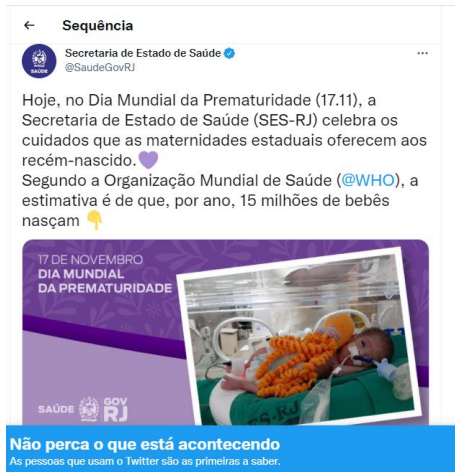 Sequência
Secretaria de Estado de Saúde
@SaudeGovRJ
SAÚDE
Hoje, no Dia Mundial da Prematuridade (17.11), a
Secretaria de Estado de Saúde (SES-RJ) celebra os
cuidados que as maternidades estaduais oferecem aos
recém-nascido.💜
Segundo a Organização Mundial de Saúde (@WHO), a
estimativa é de que, por ano, 15 milhões de bebês
nasçam 👇
17 DE NOVEMBRO
DIA MUNDIAL
DA PREMATURIDADE
SES-RJ
SAÚDE GOV RJ
Não perca o que está acontecendo
As pessoas que usam o Twitter são as primeiras a saber.